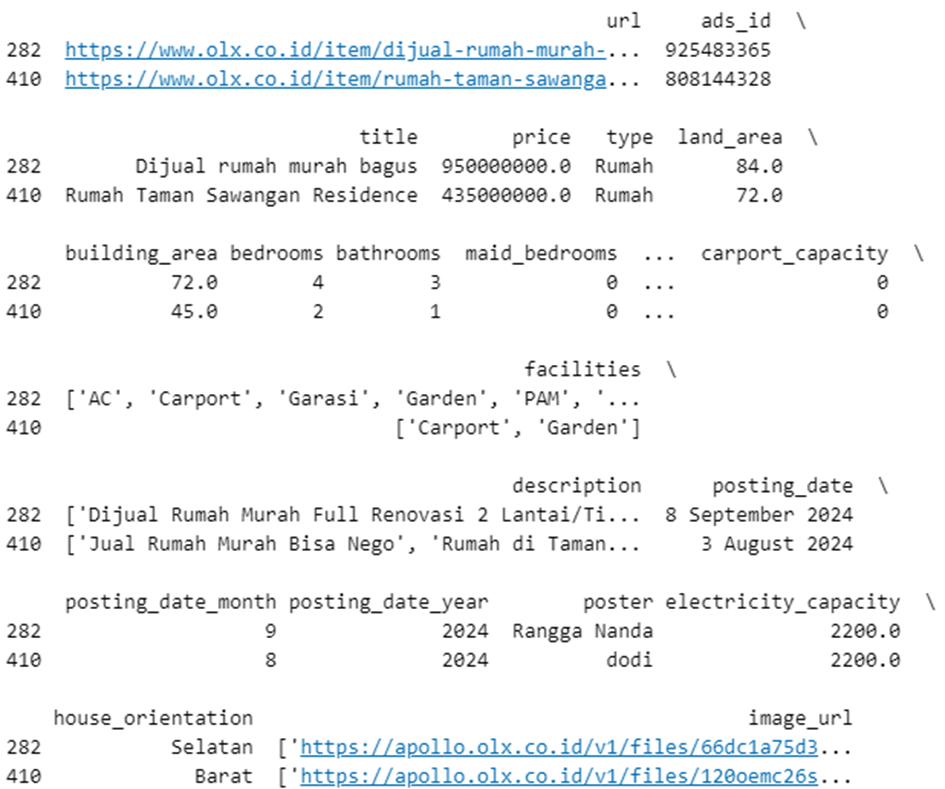 url ads_id \
282 https://www.olx.co.id/item/dijual-rumah-murah-... 925483365
410 https://www.olx.co.id/item/rumah-taman-sawanga... 808144328
title price type land_area \
282 Dijual rumah murah bagus 950000000.0 Rumah 84.0
410 Rumah Taman Sawangan Residence 435000000.0 Rumah 72.0
building_area bedrooms bathrooms maid_bedrooms ... carport_capacity \
282 72.0 4 3 0 ... 0
410 45.0 2 1 0 ... 0
facilities \
282 ['AC', 'Carport', 'Garasi', 'Garden', 'PAM', '...
410 ['Carport', 'Garden']
description posting_date \
282 ['Dijual Rumah Murah Full Renovasi 2 Lantai/Ti... 8 September 2024
410 ['Jual Rumah Murah Bisa Nego', 'Rumah di Taman... 3 August 2024
posting_date_month posting_date_year poster electricity_capacity \
282 9 2024 Rangga Nanda 2200.0
410 8 2024 dodi 2200.0
house_orientation image_url
282 Selatan ['https://apollo.olx.co.id/v1/files/66dc1a75d3...
410 Barat ['https://apollo.olx.co.id/v1/files/120oemc26s...